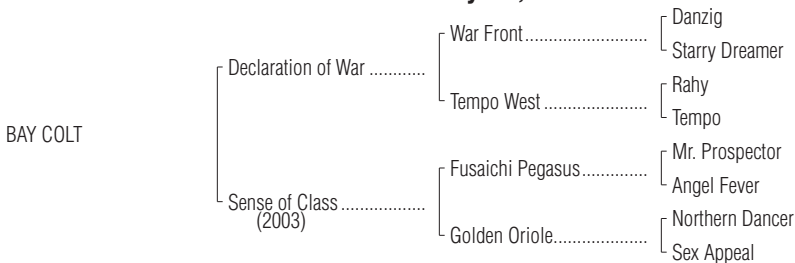 Danzig
War Front
Starry Dreamer
Declaration of War
Rahy
Tempo West
Tempo
BAY COLT
Mr. Prospector
Fusaichi Pegasus
Angel Fever
Sense of Class
(2003)
Northern Dancer
Golden Oriole
Sex Appeal